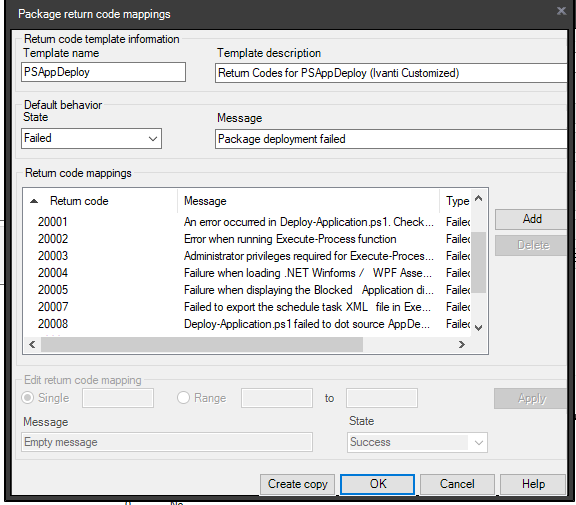 Package return code mappings
Return code template information
Template name
Template description
PSAppDeploy
Return Codes for PSAppDeploy (Ivanti Customized)
Default behavior
State
Message
Failed
Package deployment failed
Return code mappings
Return code Message Type
20001 An error occurred in Deploy-Application.ps1. Check... Failed
20002 Error when running Execute-Process function Failed
20003 Administrator privileges required for Execute-Proces... Failed
20004 Failure when loading .NET Winforms / WPF Asse... Failed
20005 Failure when displaying the Blocked Application di... Failed
20007 Failed to export the schedule task XML file in Exe... Failed
20008 Deploy-Application.ps1 failed to dot source AppDe... Failed
Add
Delete
Edit return code mapping
Single Range to Apply
Message State
Empty message Success
Create copy OK Cancel Help
No